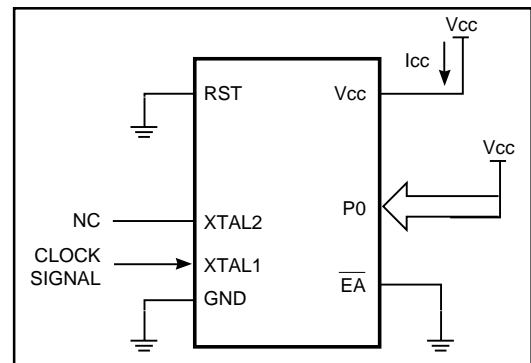 Vcc
Icc
RST
Vcc
Vcc
NC
XTAL2
P0
CLOCK
SIGNAL
XTAL1
GND
EA